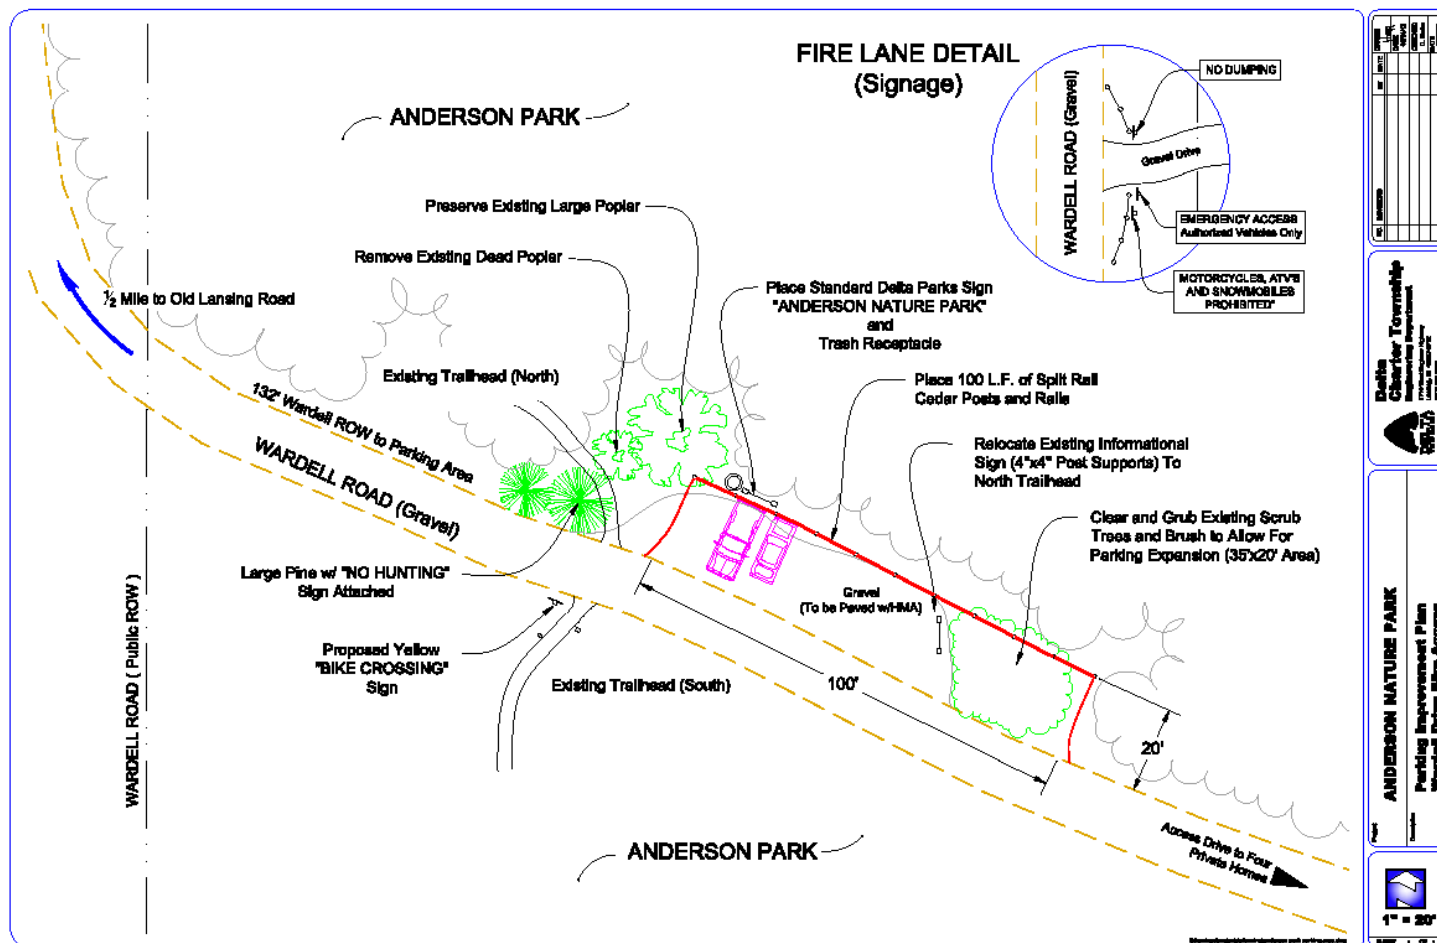 FIRE LANE DETAIL
(Signage)
NO DUMPING
WARDELL ROAD (Gravel)
Gravel Drive
EMERGENCY ACCESS
Authorized Vehicles Only
MOTORCYCLES, ATV'S
AND SNOWMOBILES
PROHIBITED"
ANDERSON PARK
Preserve Existing Large Popler
Remove Existing Dead Popler
½ Mile to Old Lansing Road
Place Standard Delta Parks Sign
"ANDERSON NATURE PARK"
and
Trash Receptacle
Existing Trailhead (North)
Place 100 L.F. of Split Rail
Cedar Posts and Rails
132' Wardell ROW to Parking Area
WARDELL ROAD (Gravel)
Relocate Existing Informational
Sign (4"x4" Post Supports) To
North Trailhead
Clear and Grub Existing Scrub
Trees and Brush to Allow For
Parking Expansion (35'x20' Area)
Large Pine w/ "NO HUNTING"
Sign Attached
Gravel
(To be Paved w/HMA)
WARDELL ROAD ( Public ROW )
Proposed Yellow
"BIKE CROSSING"
Sign
Existing Trailhead (South)
100'
20'
Access Drive to Four
Private Homes
ANDERSON PARK
Delta
Charter Township
Engineering Department
ANDERSON NATURE PARK
Parking Improvement Plan
1" = 20'